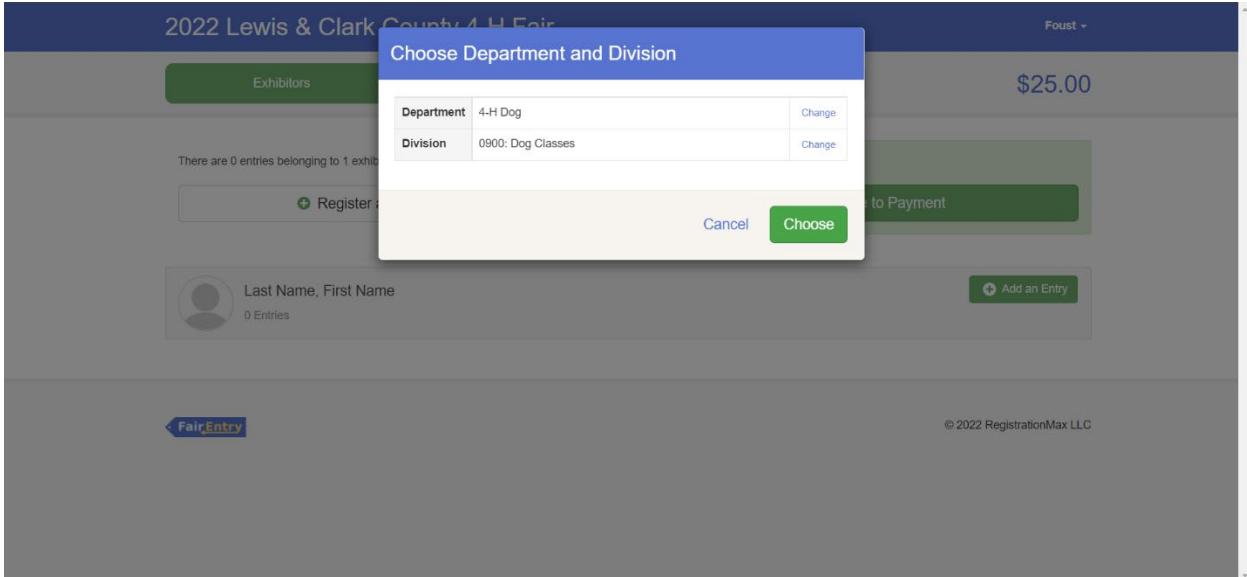 2022 Lewis & Clark County 4-H Fair
Foust
Choose Department and Division
Exhibitors
$25.00
Department 4-H Dog Change
Division 0900: Dog Classes Change
There are 0 entries belonging to 1 exhib
Register
to Payment
Cancel Choose
Last Name, First Name
0 Entries
Add an Entry
FairEntry
© 2022 RegistrationMax LLC